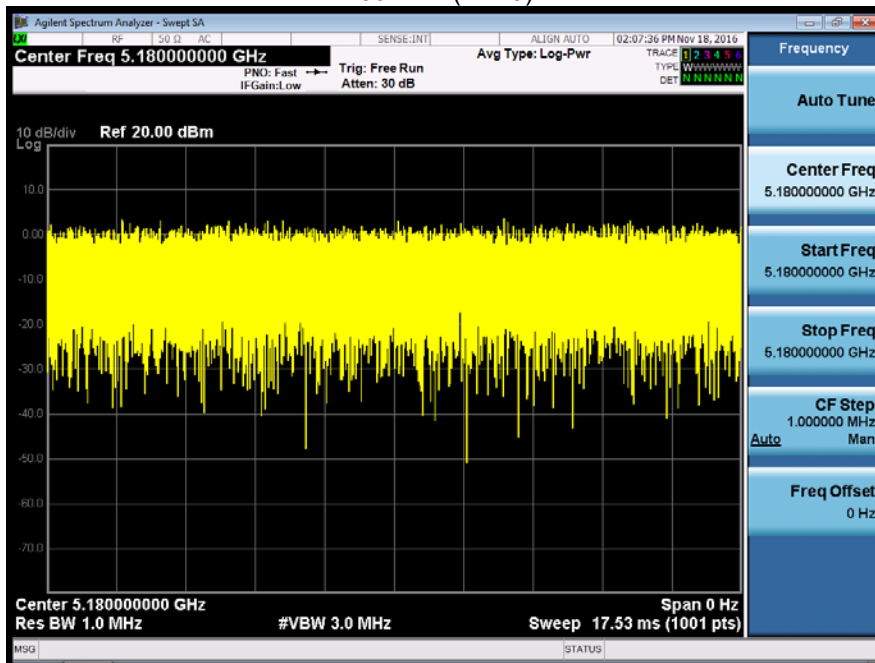 Agilent Spectrum Analyzer - Swept SA
RF 50 Ω AC SENSE:INT ALIGN AUTO 02:07:36 PM Nov 18, 2016
Center Freq 5.180000000 GHz
PNO: Fast
IFGain:Low
Trig: Free Run
Atten: 30 dB
Avg Type: Log-Pwr
TRACE 1 2 3 4 5 6
TYPE WWWWWW
DET N N N N N N
10 dB/div Ref 20.00 dBm
Log
10.0
0.00
-10.0
-20.0
-30.0
-40.0
-50.0
-60.0
-70.0
Center 5.180000000 GHz Span 0 Hz
Res BW 1.0 MHz #VBW 3.0 MHz Sweep 17.53 ms (1001 pts)
MSG STATUS
Frequency
Auto Tune
Center Freq
5.180000000 GHz
Start Freq
5.180000000 GHz
Stop Freq
5.180000000 GHz
CF Step
1.000000 MHz
Auto Man
Freq Offset
0 Hz